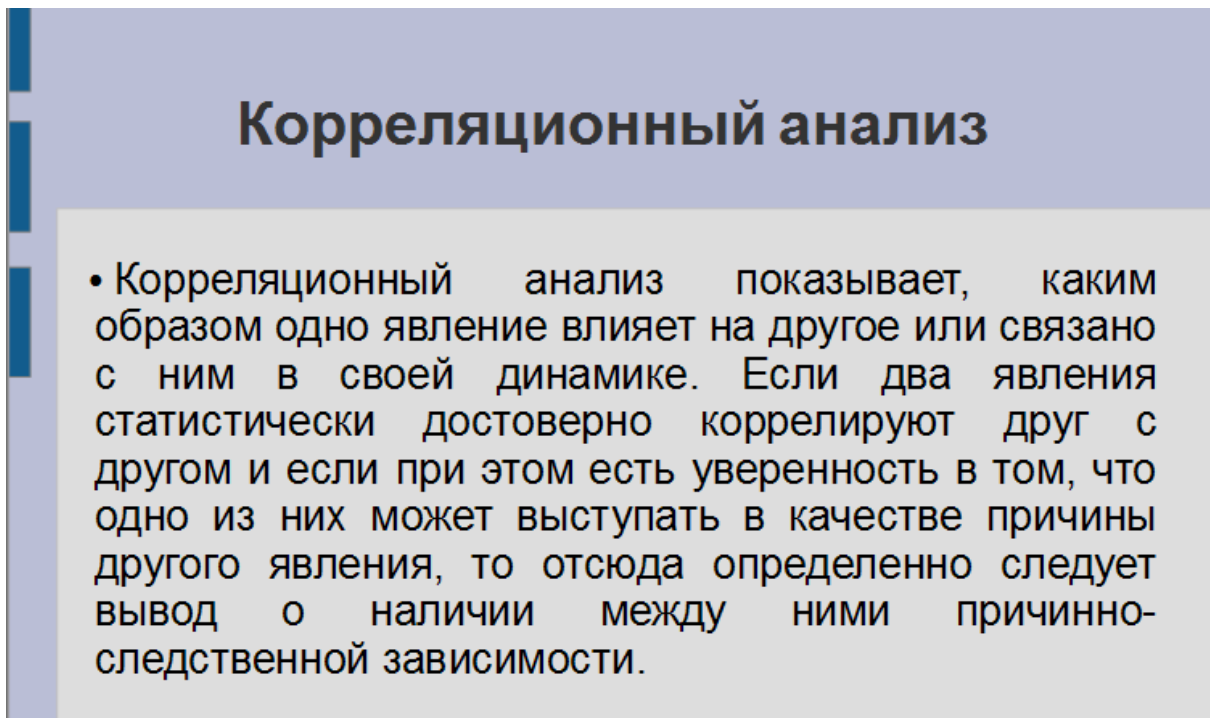 Корреляционный анализ
• Корреляционный анализ показывает, каким
образом одно явление влияет на другое или связано
с ним в своей динамике. Если два явления
статистически достоверно коррелируют друг с
другом и если при этом есть уверенность в том, что
одно из них может выступать в качестве причины
другого явления, то отсюда определенно следует
вывод о наличии между ними причинно-
следственной зависимости.